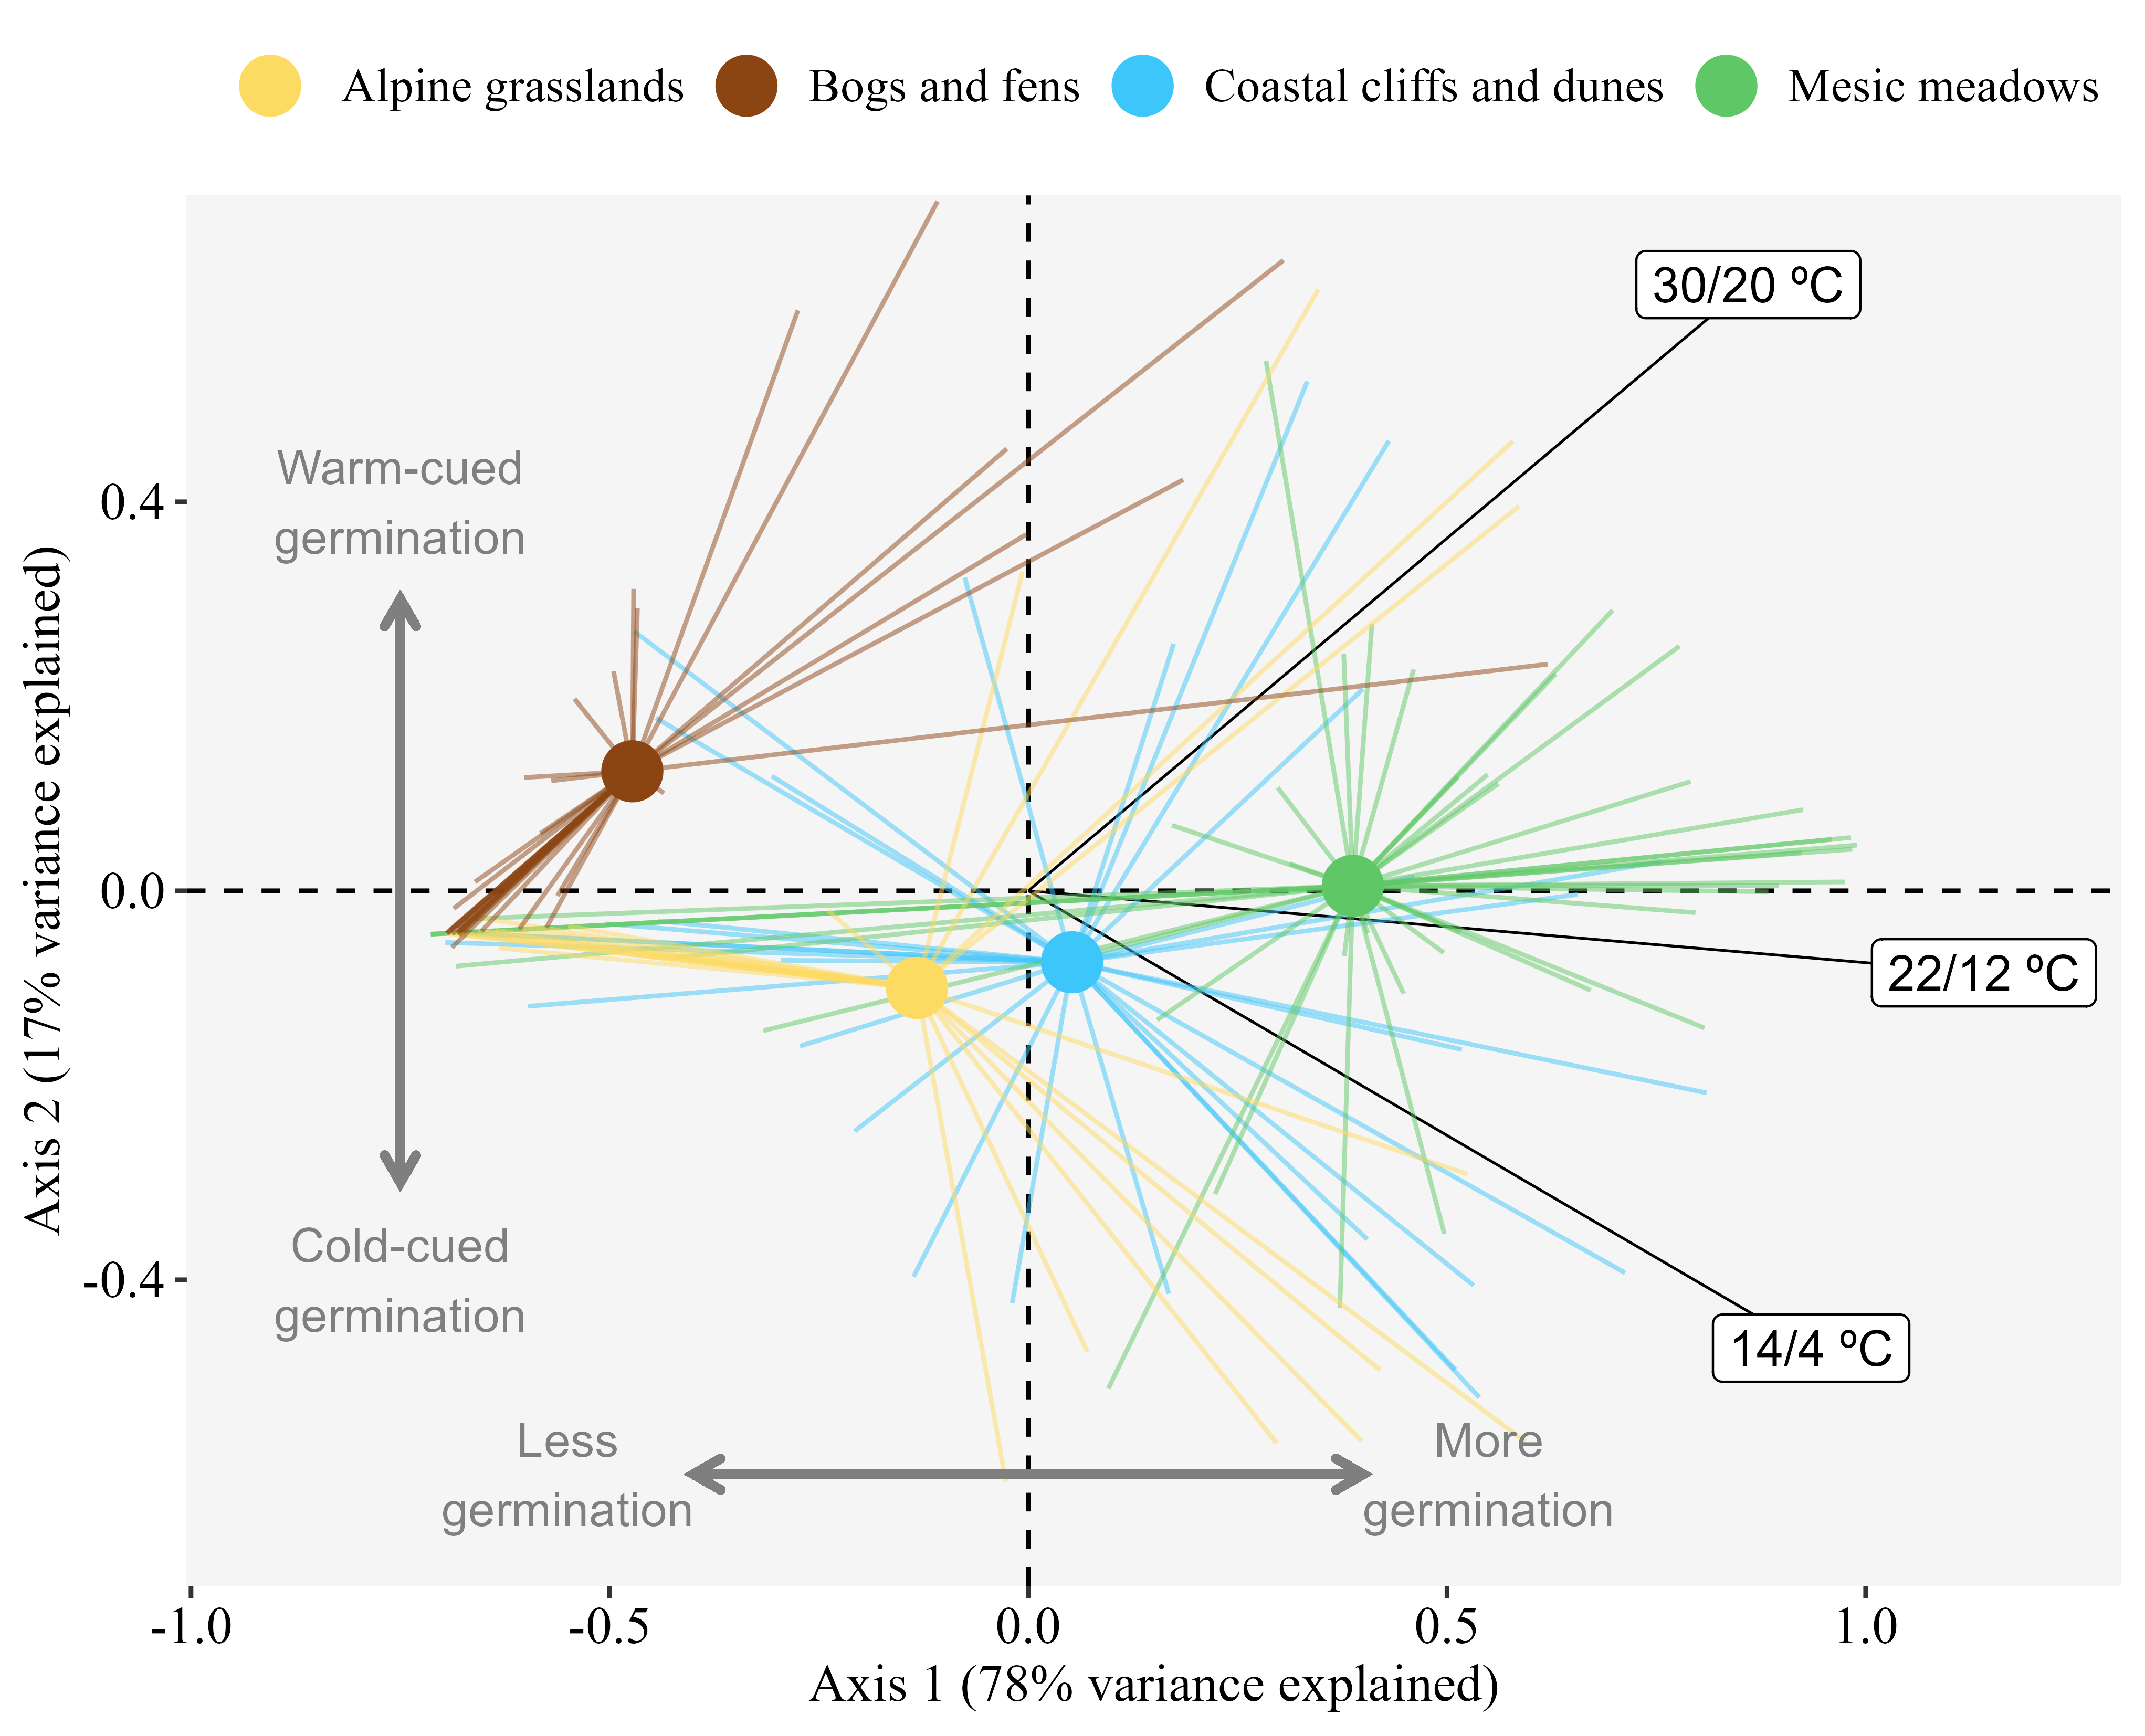 Alpine grasslands Bogs and fens Coastal cliffs and dunes Mesic meadows
30/20 ºC
Warm-cued
germination
0.4
0.0
22/12 ºC
Axis 2 (17% variance explained)
Cold-cued
germination
-0.4
14/4 ºC
Less
germination
More
germination
-1.0 -0.5 0.0 0.5 1.0
Axis 1 (78% variance explained)